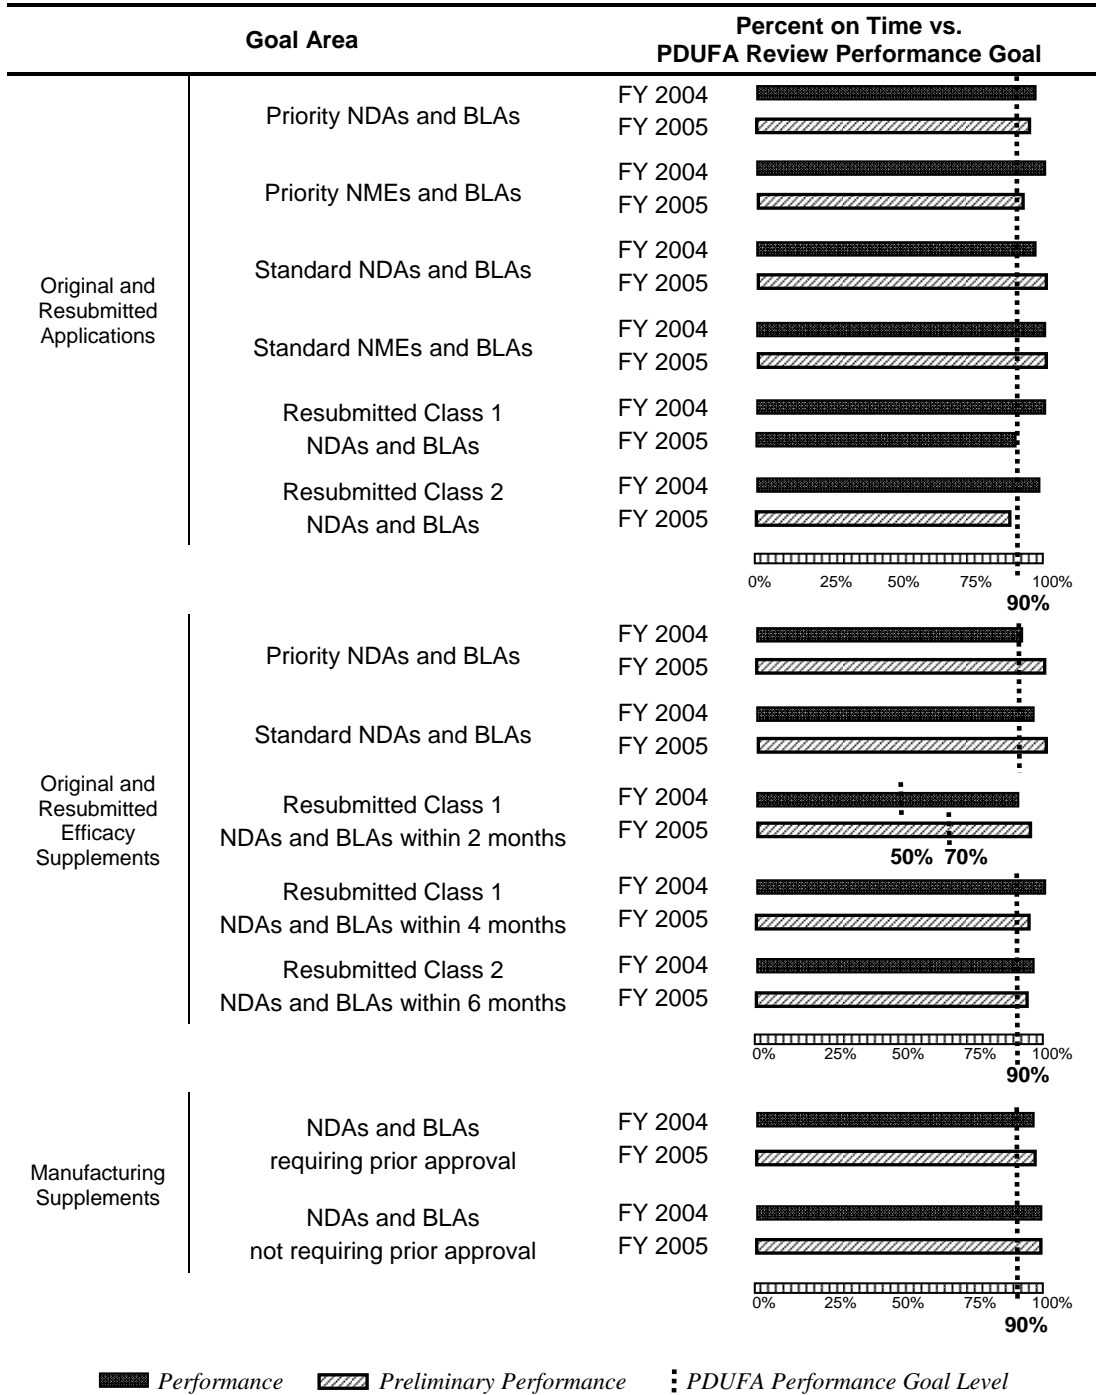 Goal Area
Percent on Time vs.
PDUFA Review Performance Goal
Original and
Resubmitted
Applications
Priority NDAs and BLAs
FY 2004
FY 2005
Priority NMEs and BLAs
FY 2004
FY 2005
Standard NDAs and BLAs
FY 2004
FY 2005
Standard NMEs and BLAs
FY 2004
FY 2005
Resubmitted Class 1
NDAs and BLAs
FY 2004
FY 2005
Resubmitted Class 2
NDAs and BLAs
FY 2004
FY 2005
0% 25% 50% 75% 100%
90%
Original and
Resubmitted
Efficacy
Supplements
Priority NDAs and BLAs
FY 2004
FY 2005
Standard NDAs and BLAs
FY 2004
FY 2005
Resubmitted Class 1
NDAs and BLAs within 2 months
FY 2004
FY 2005
50% 70%
Resubmitted Class 1
NDAs and BLAs within 4 months
FY 2004
FY 2005
Resubmitted Class 2
NDAs and BLAs within 6 months
FY 2004
FY 2005
0% 25% 50% 75% 100%
90%
Manufacturing
Supplements
NDAs and BLAs
requiring prior approval
FY 2004
FY 2005
NDAs and BLAs
not requiring prior approval
FY 2004
FY 2005
0% 25% 50% 75% 100%
90%
Performance Preliminary Performance PDUFA Performance Goal Level